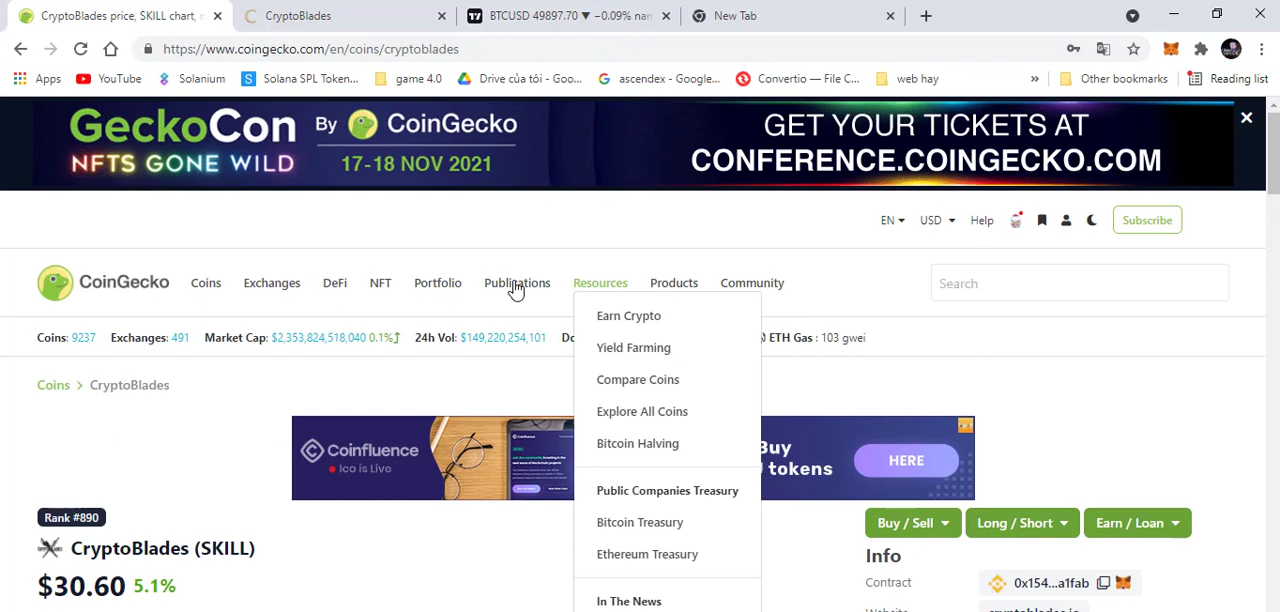 CryptoBlades price, SKILL chart, m
CryptoBlades
BTCUSD 49897.70 ▼ −0.09% nam
New Tab
https://www.coingecko.com/en/coins/cryptoblades
Apps
YouTube
Solanium
Solana SPL Token...
game 4.0
Drive của tôi - Goo...
ascendex - Google...
Convertio — File C...
web hay
»
Other bookmarks
Reading list
GeckoCon By CoinGecko
NFTS GONE WILD 17-18 NOV 2021
GET YOUR TICKETS AT
CONFERENCE.COINGECKO.COM
EN USD Help Subscribe
CoinGecko Coins Exchanges DeFi NFT Portfolio Publications Resources Products Community Search
Coins: 9237 Exchanges: 491 Market Cap: $2,353,824,518,040 0.1% 24h Vol: $149,220,254,101 Do ETH Gas : 103 gwei
Earn Crypto
Yield Farming
Compare Coins
Explore All Coins
Bitcoin Halving
Public Companies Treasury
Bitcoin Treasury
Ethereum Treasury
In The News
Coins > CryptoBlades
Coinfluence
Ico is Live
Buy
tokens
HERE
Rank #890
CryptoBlades (SKILL)
$30.60 5.1%
Buy / Sell Long / Short Earn / Loan
Info
Contract 0x154...a1fab
Website cryptoblades.io